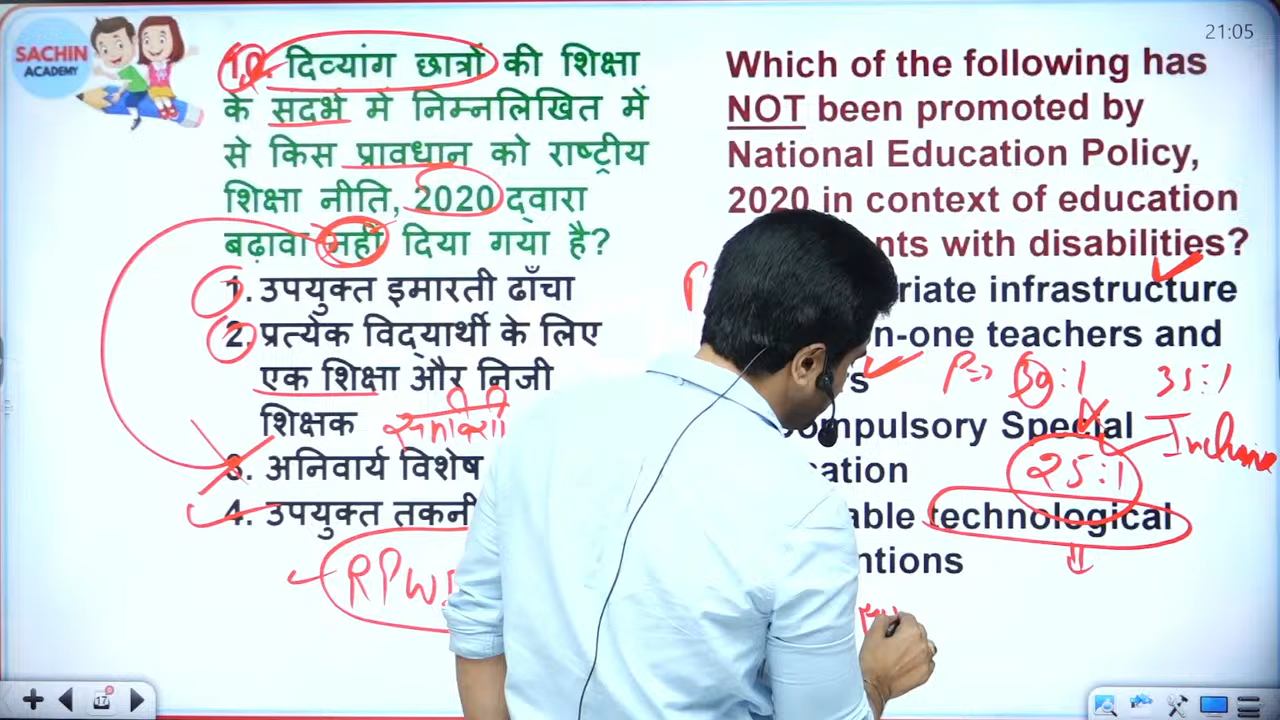 SACHIN
ACADEMY
21:05
दिव्यांग छात्रों की शिक्षा
के संदर्भ में निम्नलिखित में
से किस प्रावधान को राष्ट्रीय
शिक्षा नीति, 2020 द्वारा
बढ़ावा नहीं दिया गया है?
1. उपयुक्त इमारती ढाँचा
2. प्रत्येक विद्यार्थी के लिए
एक शिक्षा और निजी
शिक्षक
3. अनिवार्य विशेष
4. उपयुक्त तकनी
RPW
Which of the following has
NOT been promoted by
National Education Policy,
2020 in context of education
nts with disabilities?
riate infrastructure
n-one teachers and
rs
30:1 35:1
ompulsory Special
cation
25:1
able technological
ntions
17